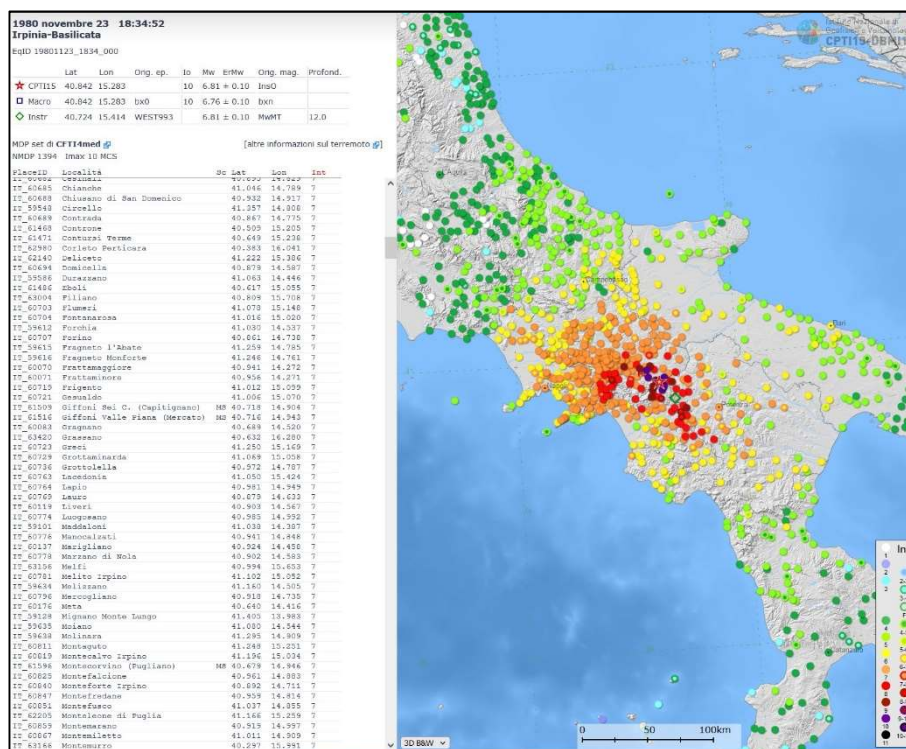 1980 novembre 23 18:34:52
Irpinia-Basilicata
EqID 19801123_1834_000
Lat Lon Orig. ep. Io Mw ErMw Orig. mag. Profond.
CPTI15 40.842 15.283 10 6.81 ± 0.10 InsO
Macro 40.842 15.283 bx0 10 6.76 ± 0.10 bxn
Instr 40.724 15.414 WEST993 6.81 ± 0.10 MwMT 12.0
MDP set di CFTI4med [altre informazioni sul terremoto]
NMDP 1394 Imax 10 MCS
PlaceID Località Sc Lat Lon Int
IT_60685 Chianche 41.046 14.789 7
IT_60688 Chiusano di San Domenico 40.932 14.917 7
IT_59548 Circello 41.357 14.808 7
IT_60689 Contrada 40.867 14.775 7
IT_61468 Controne 40.509 15.205 7
IT_61471 Contursi Terme 40.649 15.238 7
IT_62980 Corleto Perticara 40.383 16.041 7
IT_62140 Deliceto 41.222 15.386 7
IT_60694 Domicella 40.879 14.587 7
IT_59586 Durazzano 41.063 14.446 7
IT_61486 Eboli 40.617 15.055 7
IT_63004 Filiano 40.809 15.708 7
IT_60703 Flumeri 41.078 15.148 7
IT_60704 Fontanarosa 41.016 15.020 7
IT_59612 Forchia 41.030 14.537 7
IT_60707 Forino 40.861 14.738 7
IT_59615 Fragneto l'Abate 41.259 14.785 7
IT_59616 Fragneto Monforte 41.246 14.761 7
IT_60070 Frattamaggiore 40.941 14.272 7
IT_60071 Frattaminore 40.956 14.271 7
IT_60719 Frigento 41.012 15.099 7
IT_60721 Gesualdo 41.006 15.070 7
IT_61509 Giffoni Sei C. (Capitignano) MS 40.718 14.904 7
IT_61516 Giffoni Valle Piana (Mercato) MS 40.716 14.943 7
IT_60083 Gragnano 40.689 14.520 7
IT_63420 Grassano 40.632 16.280 7
IT_60723 Greci 41.250 15.169 7
IT_60729 Grottaminarda 41.069 15.058 7
IT_60736 Grottolella 40.972 14.787 7
IT_60763 Lacedonia 41.050 15.424 7
IT_60764 Lapio 40.981 14.949 7
IT_60769 Lauro 40.879 14.633 7
IT_60119 Liveri 40.903 14.567 7
IT_60774 Luogosano 40.985 14.992 7
IT_59101 Maddaloni 41.038 14.387 7
IT_60776 Manocalzati 40.941 14.848 7
IT_60137 Marigliano 40.924 14.456 7
IT_60778 Marzano di Nola 40.902 14.583 7
IT_63156 Melfi 40.994 15.653 7
IT_60781 Melito Irpino 41.102 15.052 7
IT_59634 Melizzano 41.160 14.505 7
IT_60796 Mercogliano 40.918 14.735 7
IT_60176 Meta 40.640 14.416 7
IT_59128 Mignano Monte Lungo 41.405 13.983 7
IT_59635 Moiano 41.080 14.544 7
IT_59638 Molinara 41.295 14.909 7
IT_60811 Montaguto 41.248 15.251 7
IT_60819 Montecalvo Irpino 41.196 15.034 7
IT_61596 Montecorvino (Pugliano) MS 40.679 14.946 7
IT_60825 Montefalcione 40.961 14.883 7
IT_60840 Monteforte Irpino 40.892 14.711 7
IT_60847 Montefredane 40.959 14.814 7
IT_60851 Montefusco 41.037 14.855 7
IT_62205 Monteleone di Puglia 41.166 15.259 7
IT_60859 Montemarano 40.919 14.997 7
IT_60867 Montemiletto 41.011 14.909 7
IT_63166 Montemurro 40.297 15.991 7
Istituto Nazionale di
Geofisica e Vulcanologia
CPTI15-DBMI15
L'Aquila
Campobasso
Bari
Napoli
Potenza
Catanzaro
0 50 100km
3D B&W